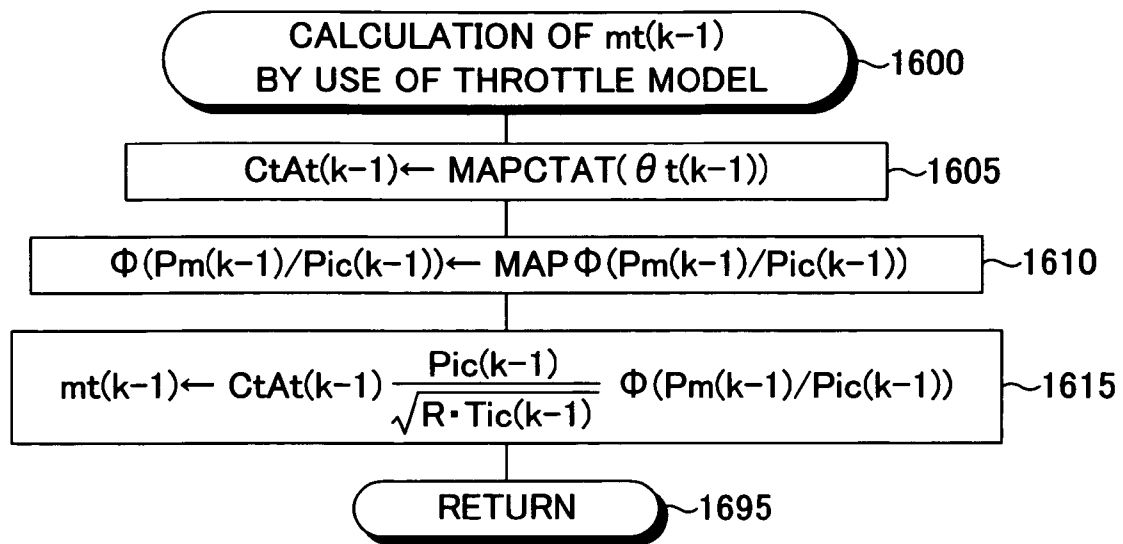 CALCULATION OF mt(k-1)
BY USE OF THROTTLE MODEL
1600
CtAt(k-1)← MAPCTAT(θt(k-1))
1605
Φ(Pm(k-1)/Pic(k-1))← MAPΦ(Pm(k-1)/Pic(k-1))
1610
mt(k-1)← CtAt(k-1) Pic(k-1)/√(R·Tic(k-1)) Φ(Pm(k-1)/Pic(k-1))
1615
RETURN
1695